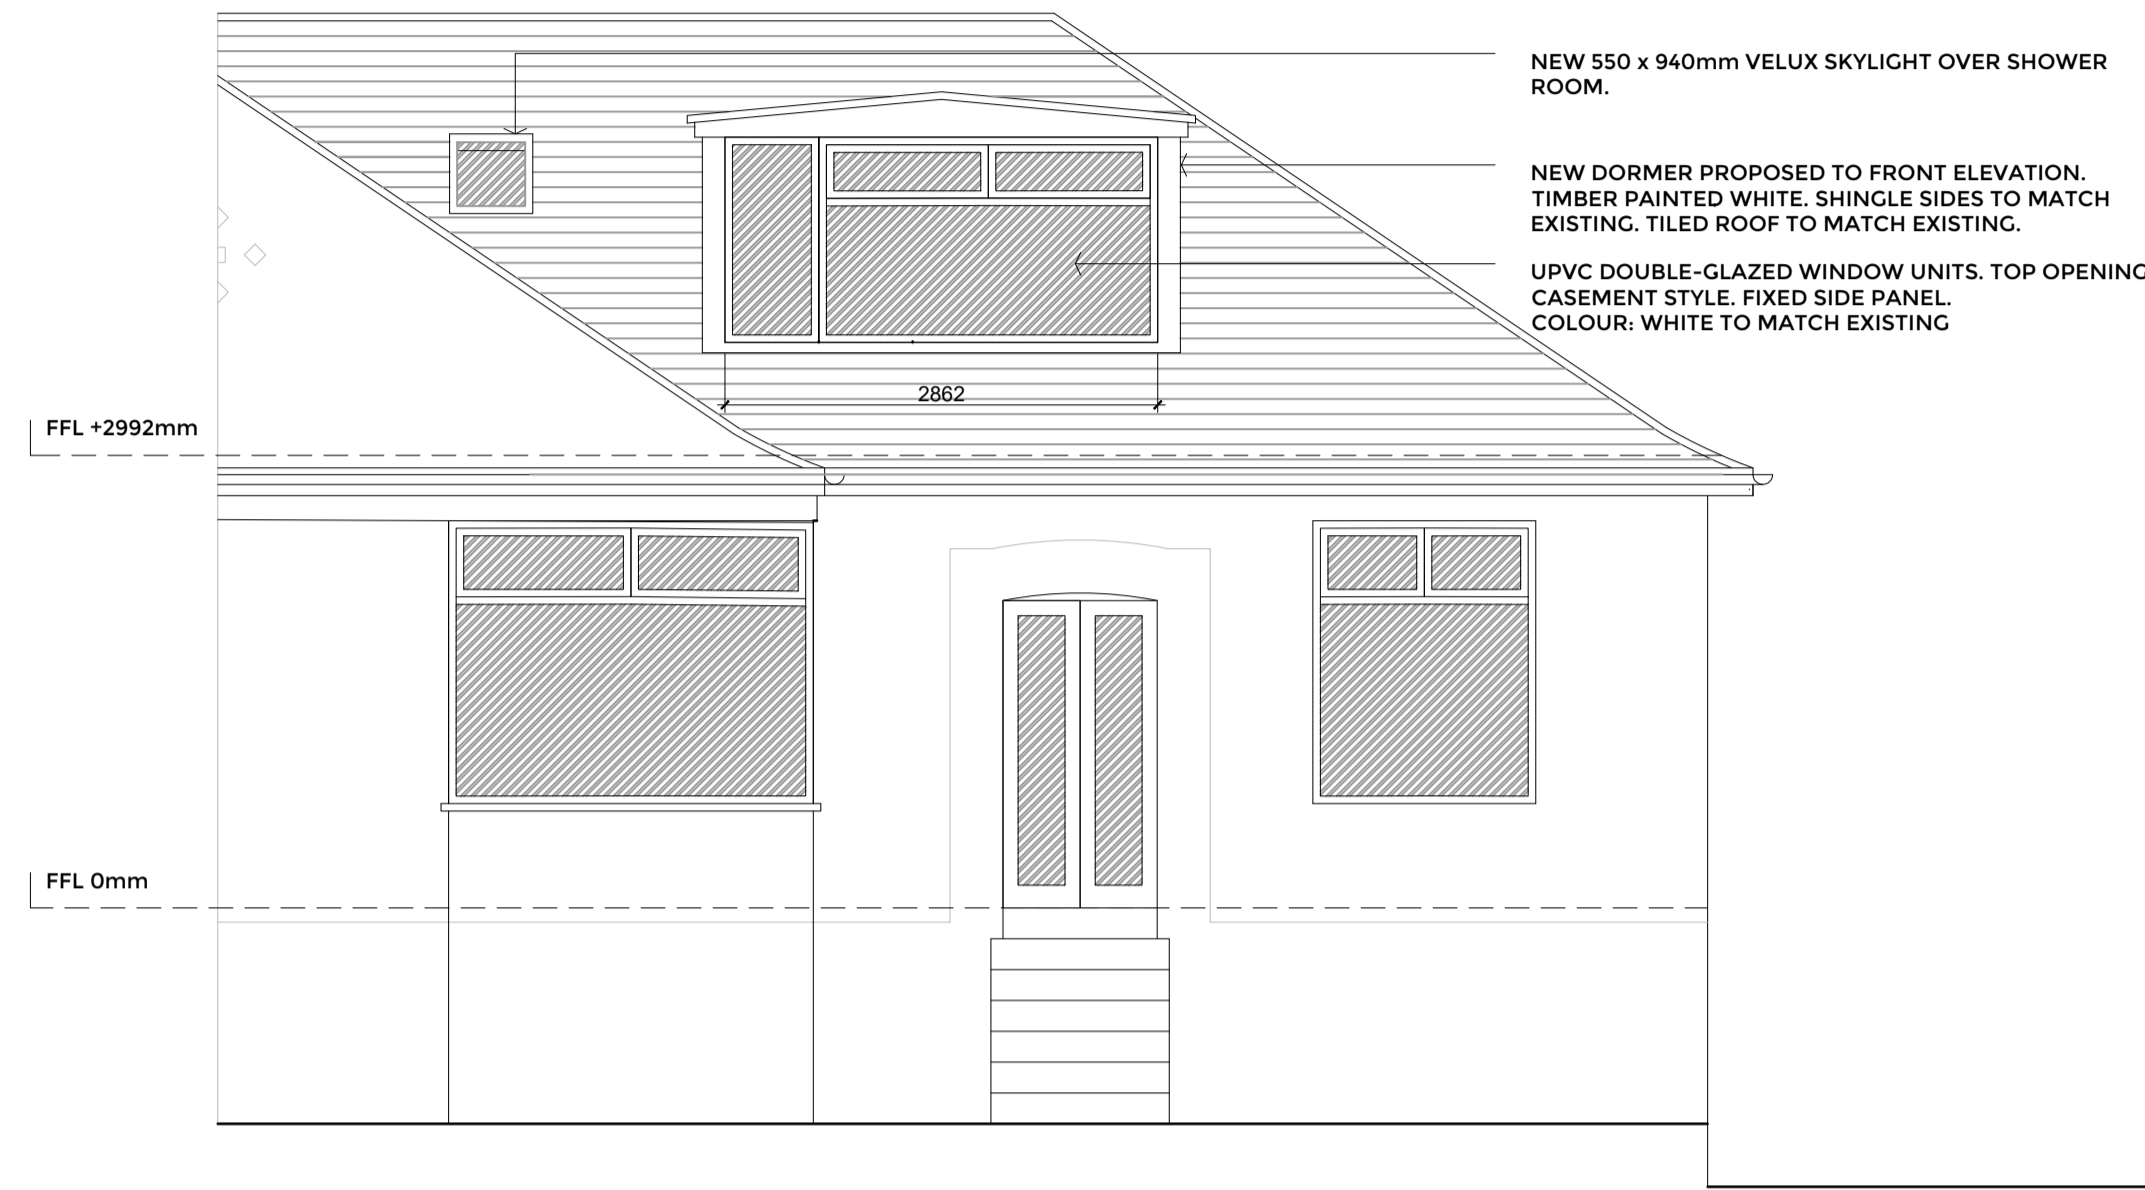 NEW 550 x 940mm VELUX SKYLIGHT OVER SHOWER
ROOM.
NEW DORMER PROPOSED TO FRONT ELEVATION.
TIMBER PAINTED WHITE. SHINGLE SIDES TO MATCH
EXISTING. TILED ROOF TO MATCH EXISTING.
UPVC DOUBLE-GLAZED WINDOW UNITS. TOP OPENING
CASEMENT STYLE. FIXED SIDE PANEL.
COLOUR: WHITE TO MATCH EXISTING
2862
FFL +2992mm
FFL 0mm